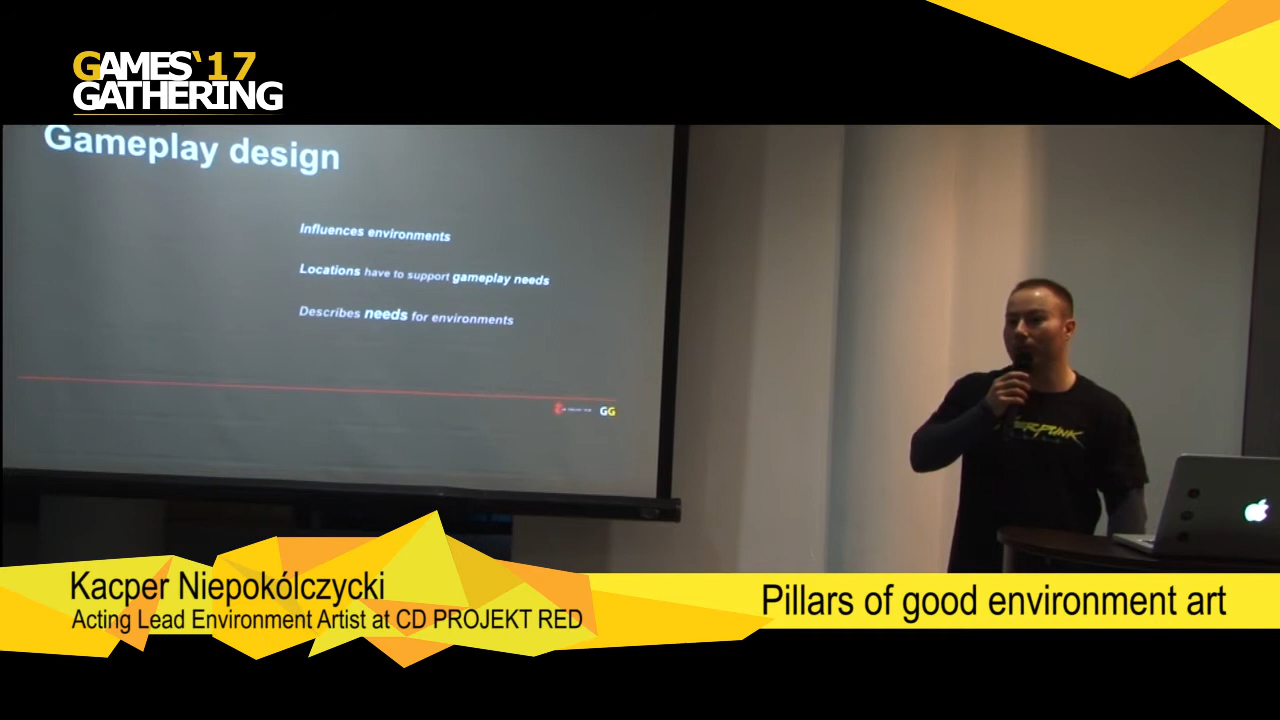 GAMES'17
GATHERING
Gameplay design
Influences environments
Locations have to support gameplay needs
Describes needs for environments
GG
Kacper Niepokólczycki
Acting Lead Environment Artist at CD PROJEKT RED
Pillars of good environment art